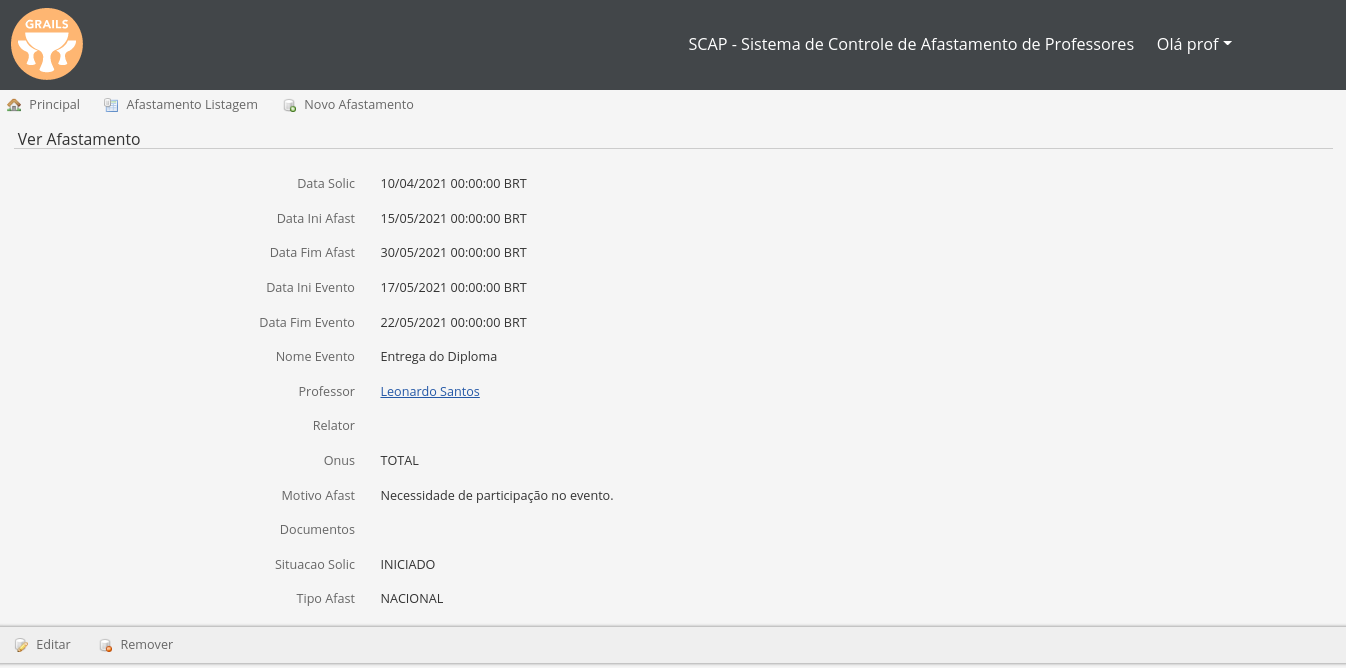 GRAILS
SCAP - Sistema de Controle de Afastamento de Professores Olá prof
Principal Afastamento Listagem Novo Afastamento
Ver Afastamento
Data Solic 10/04/2021 00:00:00 BRT
Data Ini Afast 15/05/2021 00:00:00 BRT
Data Fim Afast 30/05/2021 00:00:00 BRT
Data Ini Evento 17/05/2021 00:00:00 BRT
Data Fim Evento 22/05/2021 00:00:00 BRT
Nome Evento Entrega do Diploma
Professor Leonardo Santos
Relator
Onus TOTAL
Motivo Afast Necessidade de participação no evento.
Documentos
Situacao Solic INICIADO
Tipo Afast NACIONAL
Editar Remover